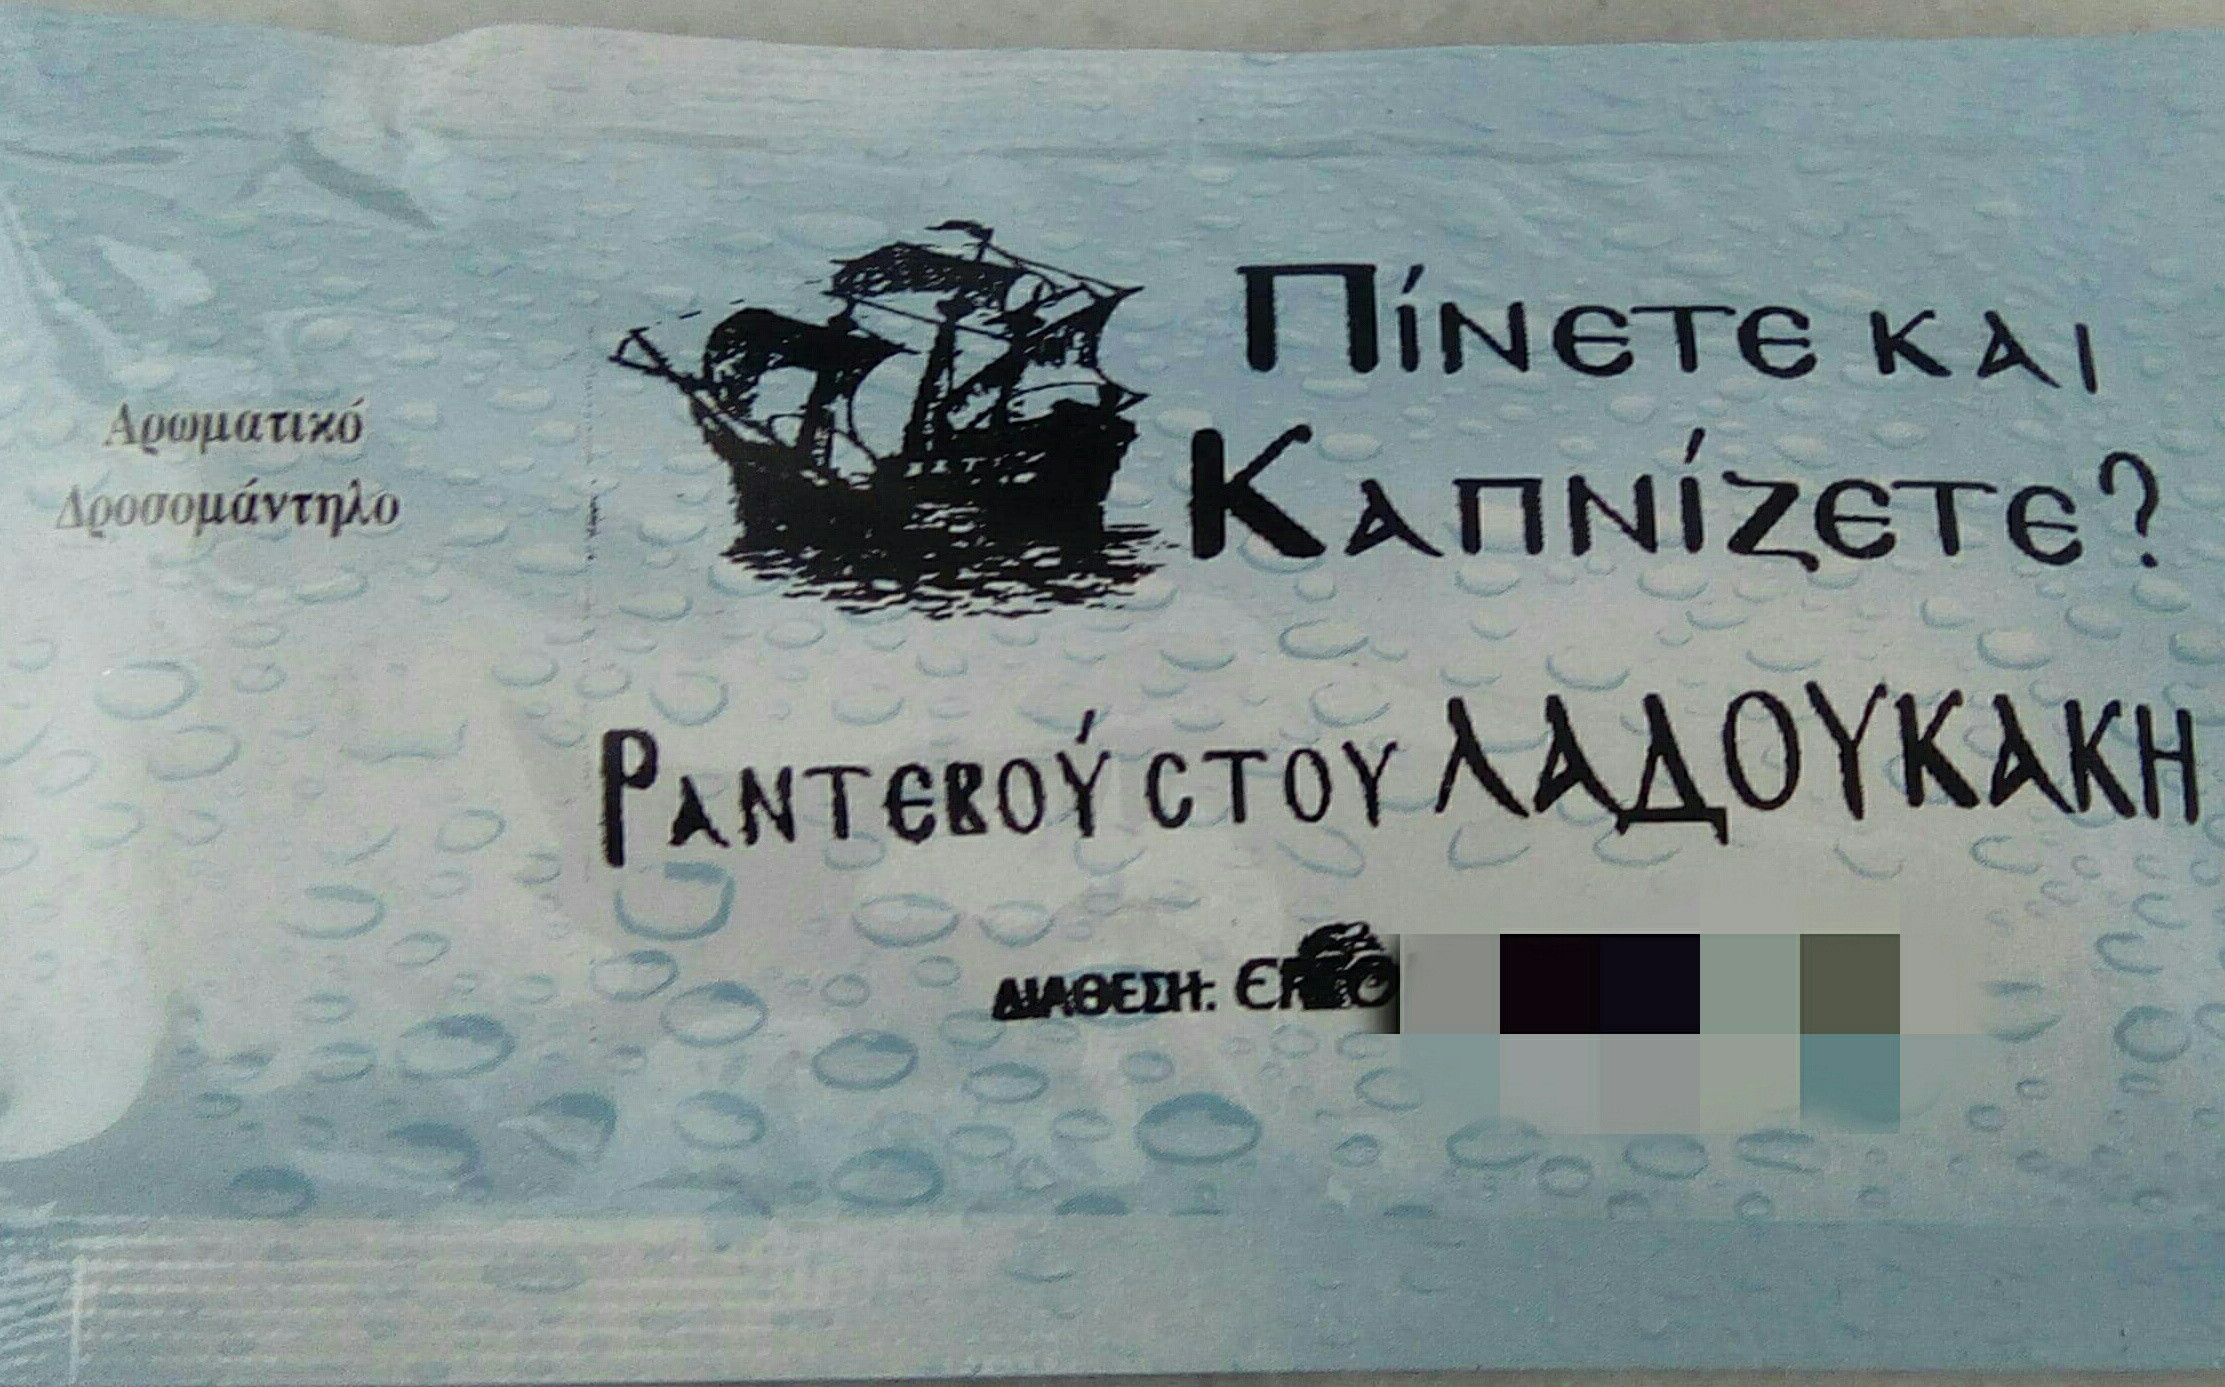 Αρωματικό
Δροσομάντηλο
Πίνετε και
Καπνίζετε?
Ραντεβού στου ΛΑΔΟΥΚΑΚΗ
ΔΙΑΘΕΣΗ: